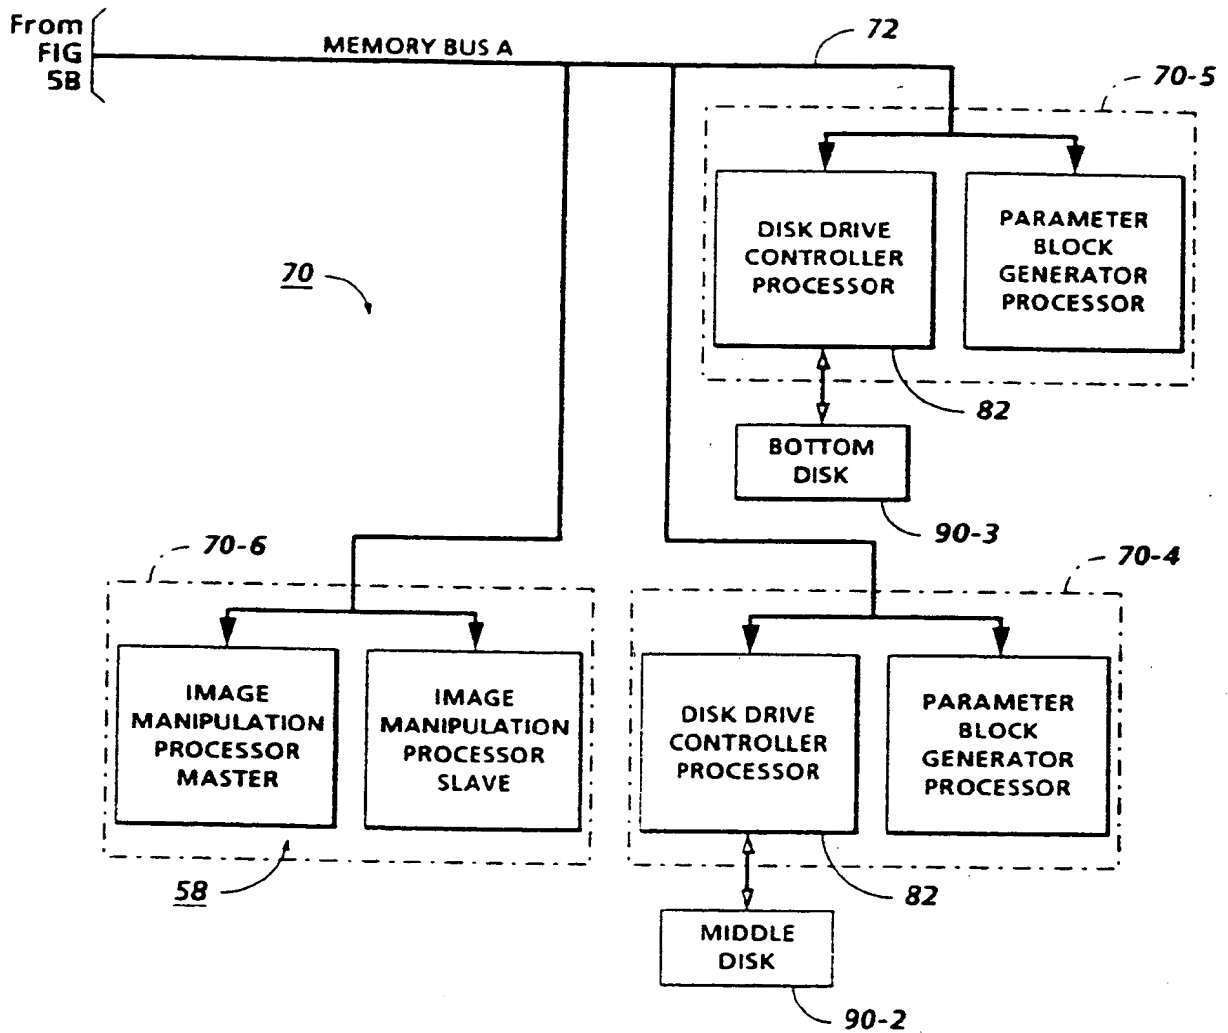 From
FIG
5B
MEMORY BUS A
72
70-5
DISK DRIVE
CONTROLLER
PROCESSOR
PARAMETER
BLOCK
GENERATOR
PROCESSOR
70
82
BOTTOM
DISK
90-3
70-6
70-4
IMAGE
MANIPULATION
PROCESSOR
MASTER
IMAGE
MANIPULATION
PROCESSOR
SLAVE
DISK DRIVE
CONTROLLER
PROCESSOR
PARAMETER
BLOCK
GENERATOR
PROCESSOR
58
82
MIDDLE
DISK
90-2